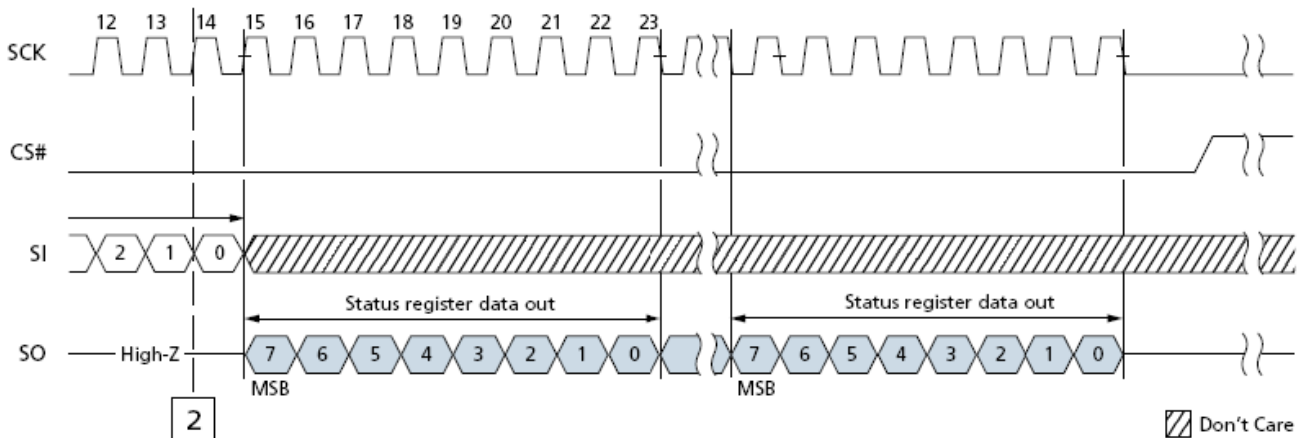 12 13 14 15 16 17 18 19 20 21 22 23
SCK
CS#
SI 2 1 0
Status register data out Status register data out
SO High-Z 7 6 5 4 3 2 1 0 7 6 5 4 3 2 1 0
MSB MSB
2
Don't Care